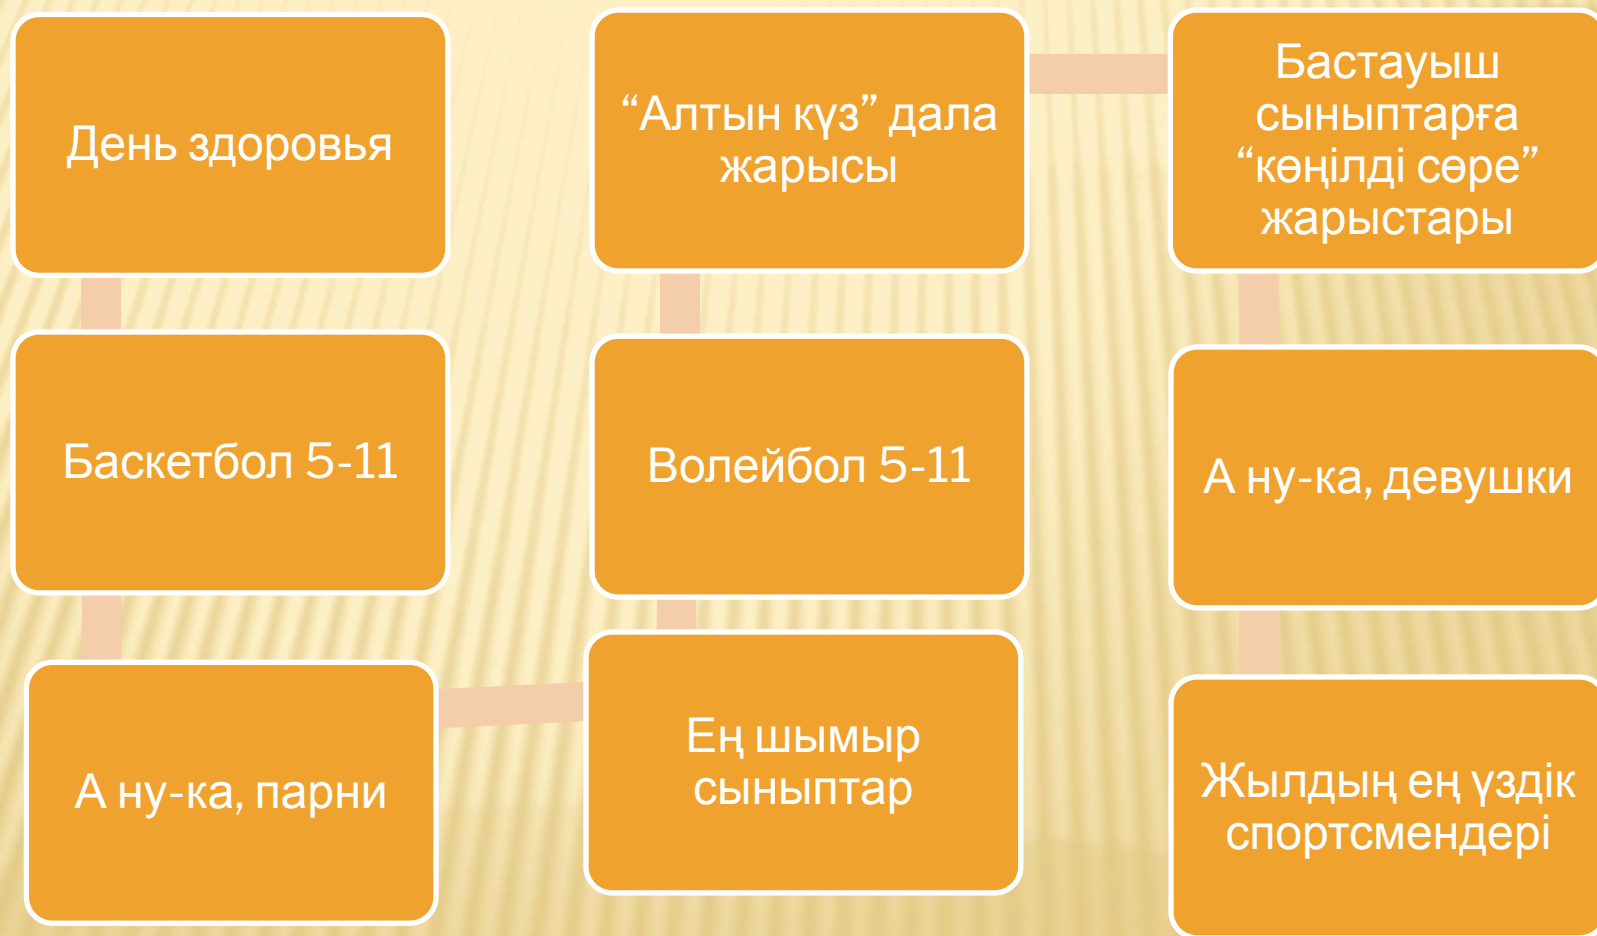 День здоровья
“Алтын күз” дала
жарысы
Бастауыш
сыныптарға
“көңілді сөре”
жарыстары
Баскетбол 5-11
Волейбол 5-11
А ну-ка, девушки
А ну-ка, парни
Ең шымыр
сыныптар
Жылдың ең үздік
спортсмендері